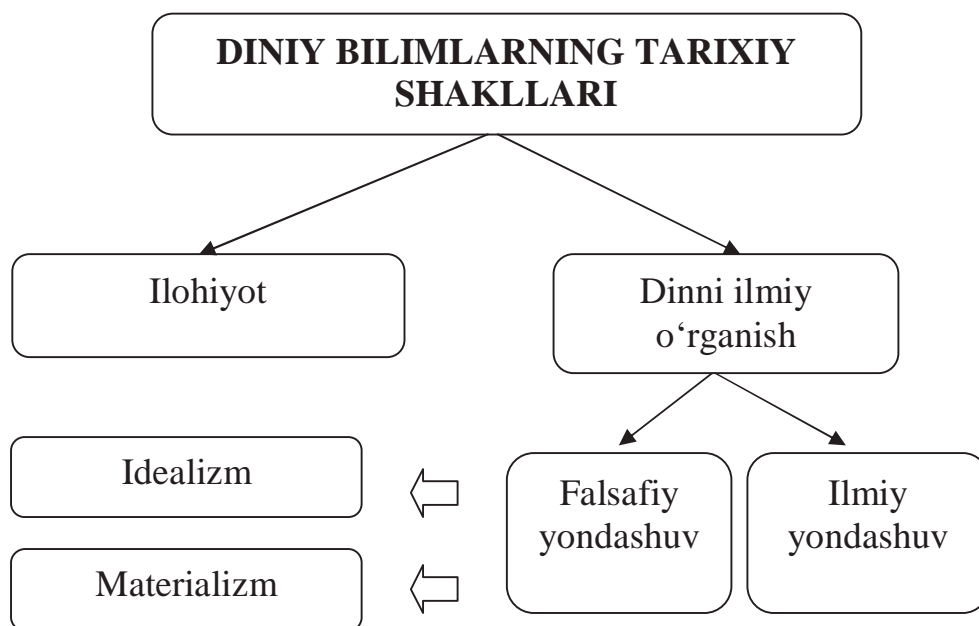 DINIY BILIMLARNING TARIXIY
SHAKLLARI
Ilohiyot
Dinni ilmiy
o‘rganish
Idealizm
Materializm
Falsafiy
yondashuv
Ilmiy
yondashuv